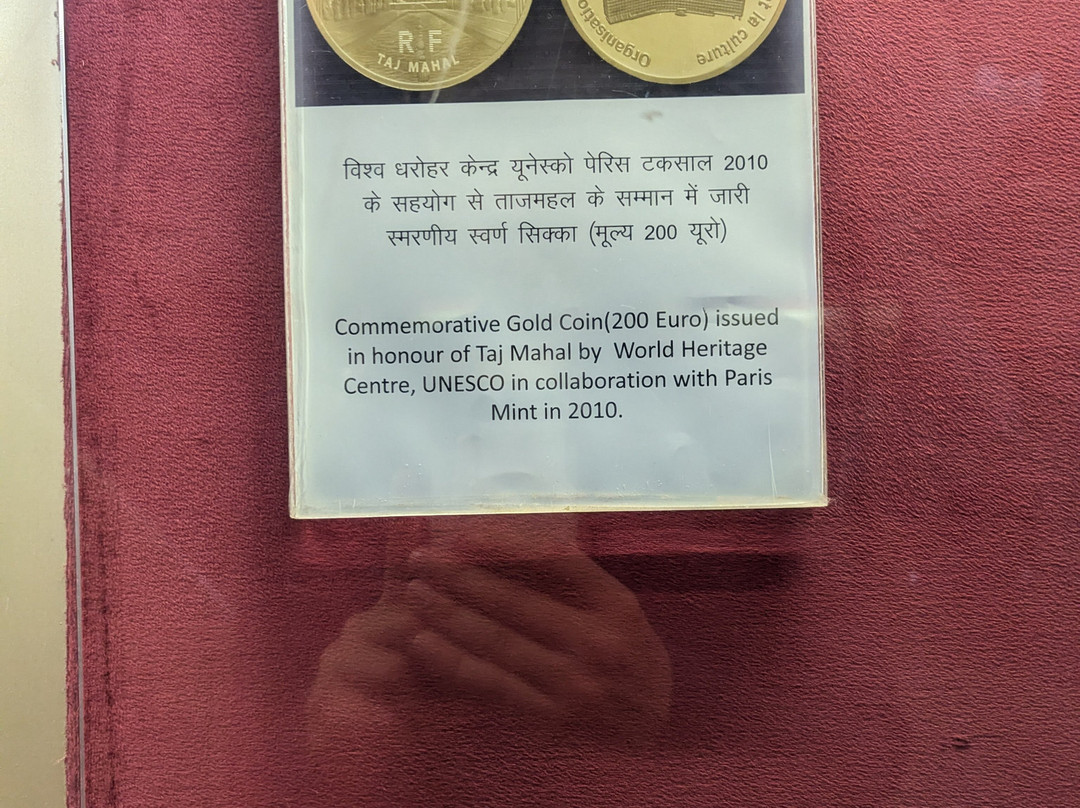 R F
TAJ MAHAL
Organisatio
et la culture
विश्व धरोहर केन्द्र यूनेस्को पेरिस टकसाल 2010
के सहयोग से ताजमहल के सम्मान में जारी
स्मरणीय स्वर्ण सिक्का (मूल्य 200 यूरो)
Commemorative Gold Coin(200 Euro) issued
in honour of Taj Mahal by World Heritage
Centre, UNESCO in collaboration with Paris
Mint in 2010.